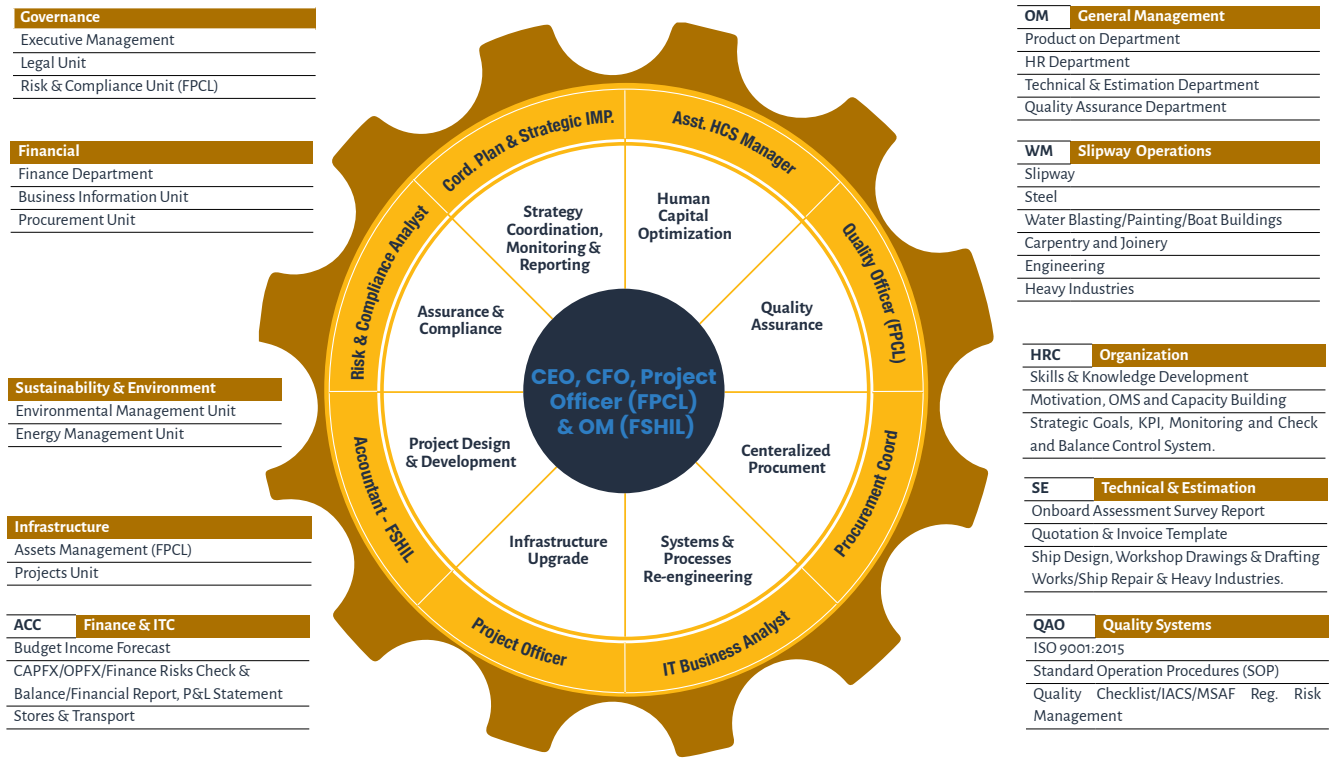 Governance
Executive Management
Legal Unit
Risk & Compliance Unit (FPCL)
Financial
Finance Department
Business Information Unit
Procurement Unit
Sustainability & Environment
Environmental Management Unit
Energy Management Unit
Infrastructure
Assets Management (FPCL)
Projects Unit
ACC Finance & ITC
Budget Income Forecast
CAPFX/OPFX/Finance Risks Check &
Balance/Financial Report, P&L Statement
Stores & Transport
Cord. Plan & Strategic IMP.
Asst. HCS Manager
Quality Officer (FPCL)
Procurement Coord
IT Business Analyst
Project Officer
Accountant - FSHIL
Risk & Compliance Analyst
Strategy
Coordination,
Monitoring &
Reporting
Human
Capital
Optimization
Quality
Assurance
Centeralized
Procument
Systems &
Processes
Re-engineering
Infrastructure
Upgrade
Project Design
& Development
Assurance &
Compliance
CEO, CFO, Project
Officer (FPCL)
& OM (FSHIL)
OM General Management
Product on Department
HR Department
Technical & Estimation Department
Quality Assurance Department
WM Slipway Operations
Slipway
Steel
Water Blasting/Painting/Boat Buildings
Carpentry and Joinery
Engineering
Heavy Industries
HRC Organization
Skills & Knowledge Development
Motivation, OMS and Capacity Building
Strategic Goals, KPI, Monitoring and Check
and Balance Control System.
SE Technical & Estimation
Onboard Assessment Survey Report
Quotation & Invoice Template
Ship Design, Workshop Drawings & Drafting
Works/Ship Repair & Heavy Industries.
QAO Quality Systems
ISO 9001:2015
Standard Operation Procedures (SOP)
Quality Checklist/IACS/MSAF Reg. Risk
Management